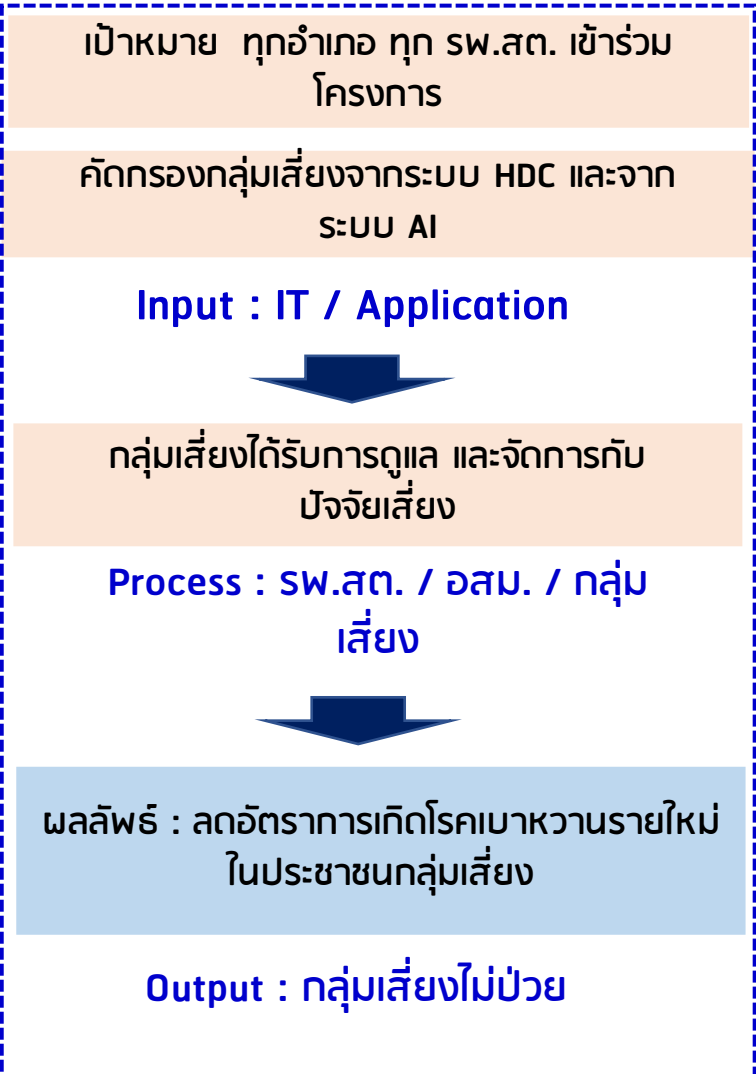 เป้าหมาย ทุกอำเภอ ทุก รพ.สต. เข้าร่วม
โครงการ
คัดกรองกลุ่มเสี่ยงจากระบบ HDC และจาก
ระบบ AI
Input : IT / Application
กลุ่มเสี่ยงได้รับการดูแล และจัดการกับ
ปัจจัยเสี่ยง
Process : รพ.สต. / อสม. / กลุ่ม
เสี่ยง
ผลลัพธ์ : ลดอัตราการเกิดโรคเบาหวานรายใหม่
ในประชาชนกลุ่มเสี่ยง
Output : กลุ่มเสี่ยงไม่ป่วย